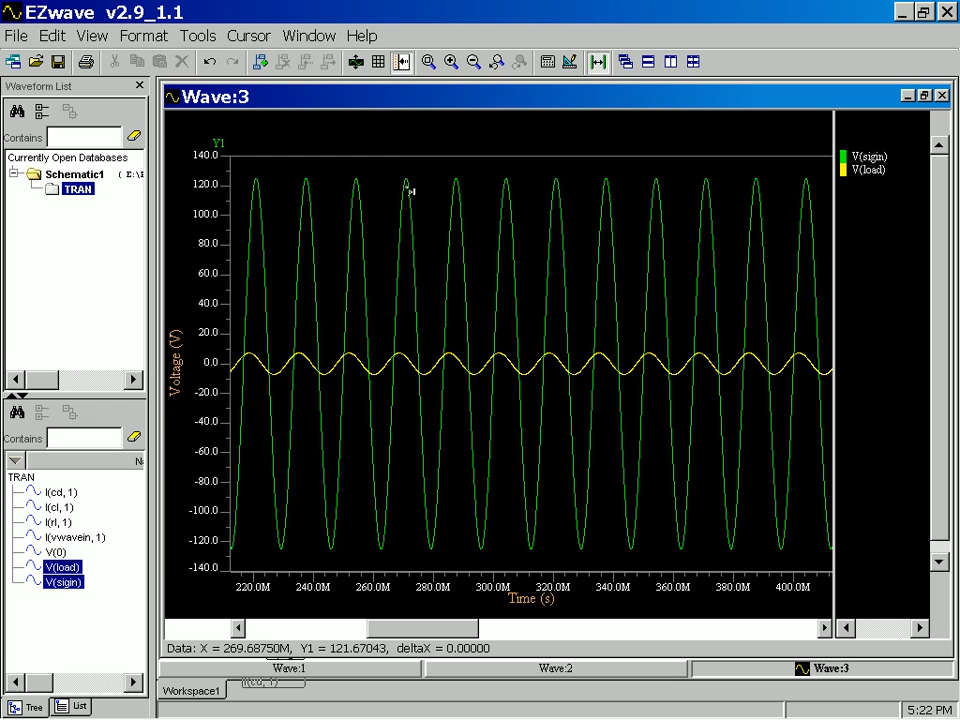 EZwave v2.9_1.1
File Edit View Format Tools Cursor Window Help
Waveform List
Contains
Currently Open Databases
Schematic1
TRAN
Contains
TRAN
I(cd, 1)
I(cl, 1)
I(rl, 1)
I(vwavein, 1)
V(0)
V(load)
V(sigin)
Tree List
Wave:3
Y1
140.0
120.0
100.0
80.0
60.0
40.0
20.0
0.0
-20.0
-40.0
-60.0
-80.0
-100.0
-120.0
-140.0
Voltage (V)
220.0M 240.0M 260.0M 280.0M 300.0M 320.0M 340.0M 360.0M 380.0M 400.0M
Time (s)
V(sigin)
V(load)
Data: X = 269.68750M, Y1 = 121.67043, deltaX = 0.00000
Wave:1 Wave:2 Wave:3
Workspace1
I(cd, 1)
5:22 PM